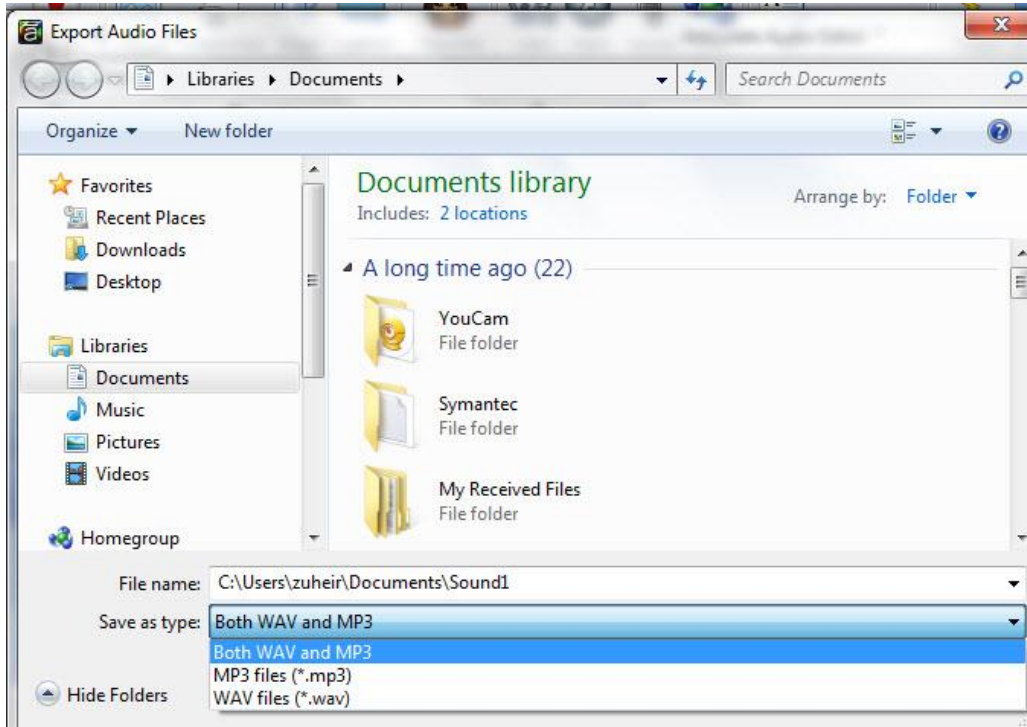 Export Audio Files
Libraries Documents
Search Documents
Organize New folder
Favorites
Recent Places
Downloads
Desktop
Libraries
Documents
Music
Pictures
Videos
Homegroup
Documents library
Includes: 2 locations
Arrange by: Folder
A long time ago (22)
YouCam
File folder
Symantec
File folder
My Received Files
File folder
File name: C:\Users\zuheir\Documents\Sound1
Save as type: Both WAV and MP3
Both WAV and MP3
MP3 files (*.mp3)
WAV files (*.wav)
Hide Folders